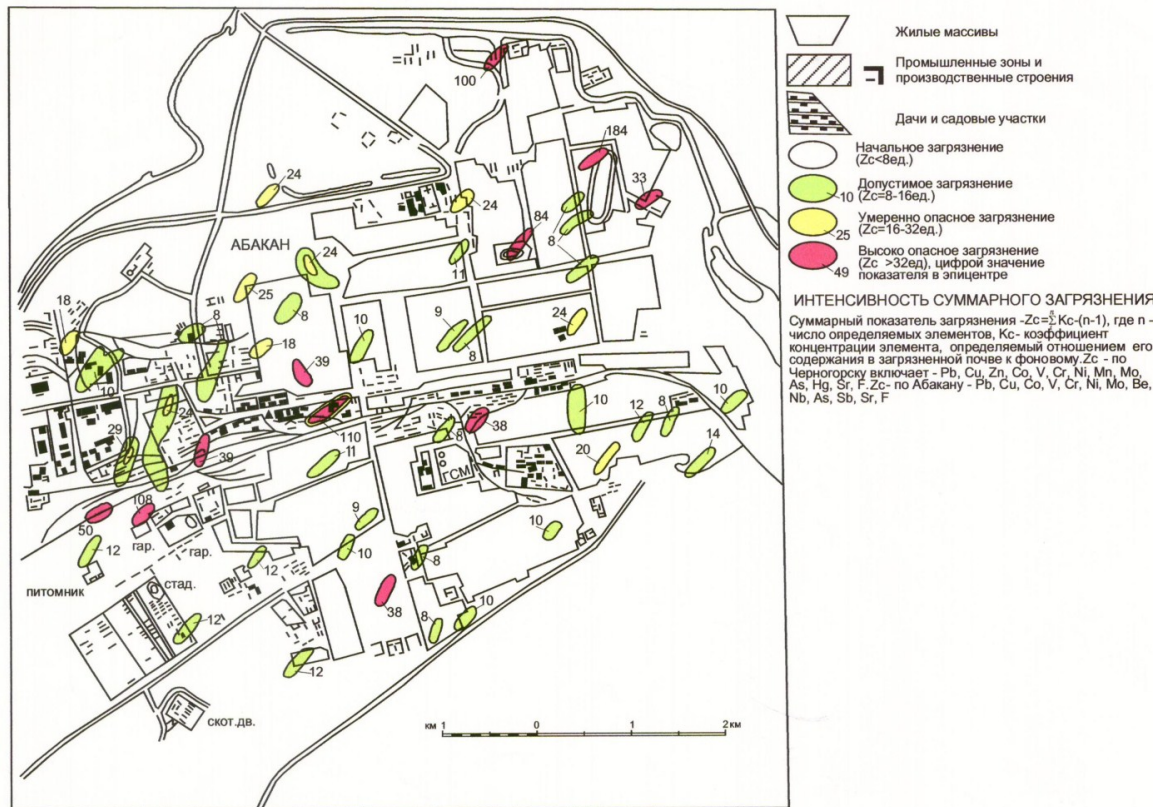 100
184
33
24
24
84
8
АБАКАН
24
11
25
8
18
8
10
9
24
18
8
39
10
24
10
110
38
8
10
12
8
29
39
11
20
14
ГСМ
108
50
гар.
9
10
12
гар.
10
8
12
ПИТОМНИК
стад.
38
8
10
12
12
скот.дв.
км 1 0 1 2 км
Жилые массивы
Промышленные зоны и
производственные строения
Дачи и садовые участки
Начальное загрязнение
(Zc<8ед.)
Допустимое загрязнение
(Zc=8-16ед.)
10
Умеренно опасное загрязнение
(Zc=16-32ед.)
25
Высоко опасное загрязнение
(Zc >32ед), цифрой значение
показателя в эпицентре
49
ИНТЕНСИВНОСТЬ СУММАРНОГО ЗАГРЯЗНЕНИЯ
Суммарный показатель загрязнения -Zc=ΣKc-(n-1), где n -
число определяемых элементов, Kc- коэффициент
концентрации элемента, определяемый отношением его
содержания в загрязненной почве к фоновому.Zc - по
Черногорску включает - Pb, Cu, Zn, Co, V, Cr, Ni, Mn, Mo,
As, Hg, Sr, F.Zc- по Абакану - Pb, Cu, Co, V, Cr, Ni, Mo, Be,
Nb, As, Sb, Sr, F